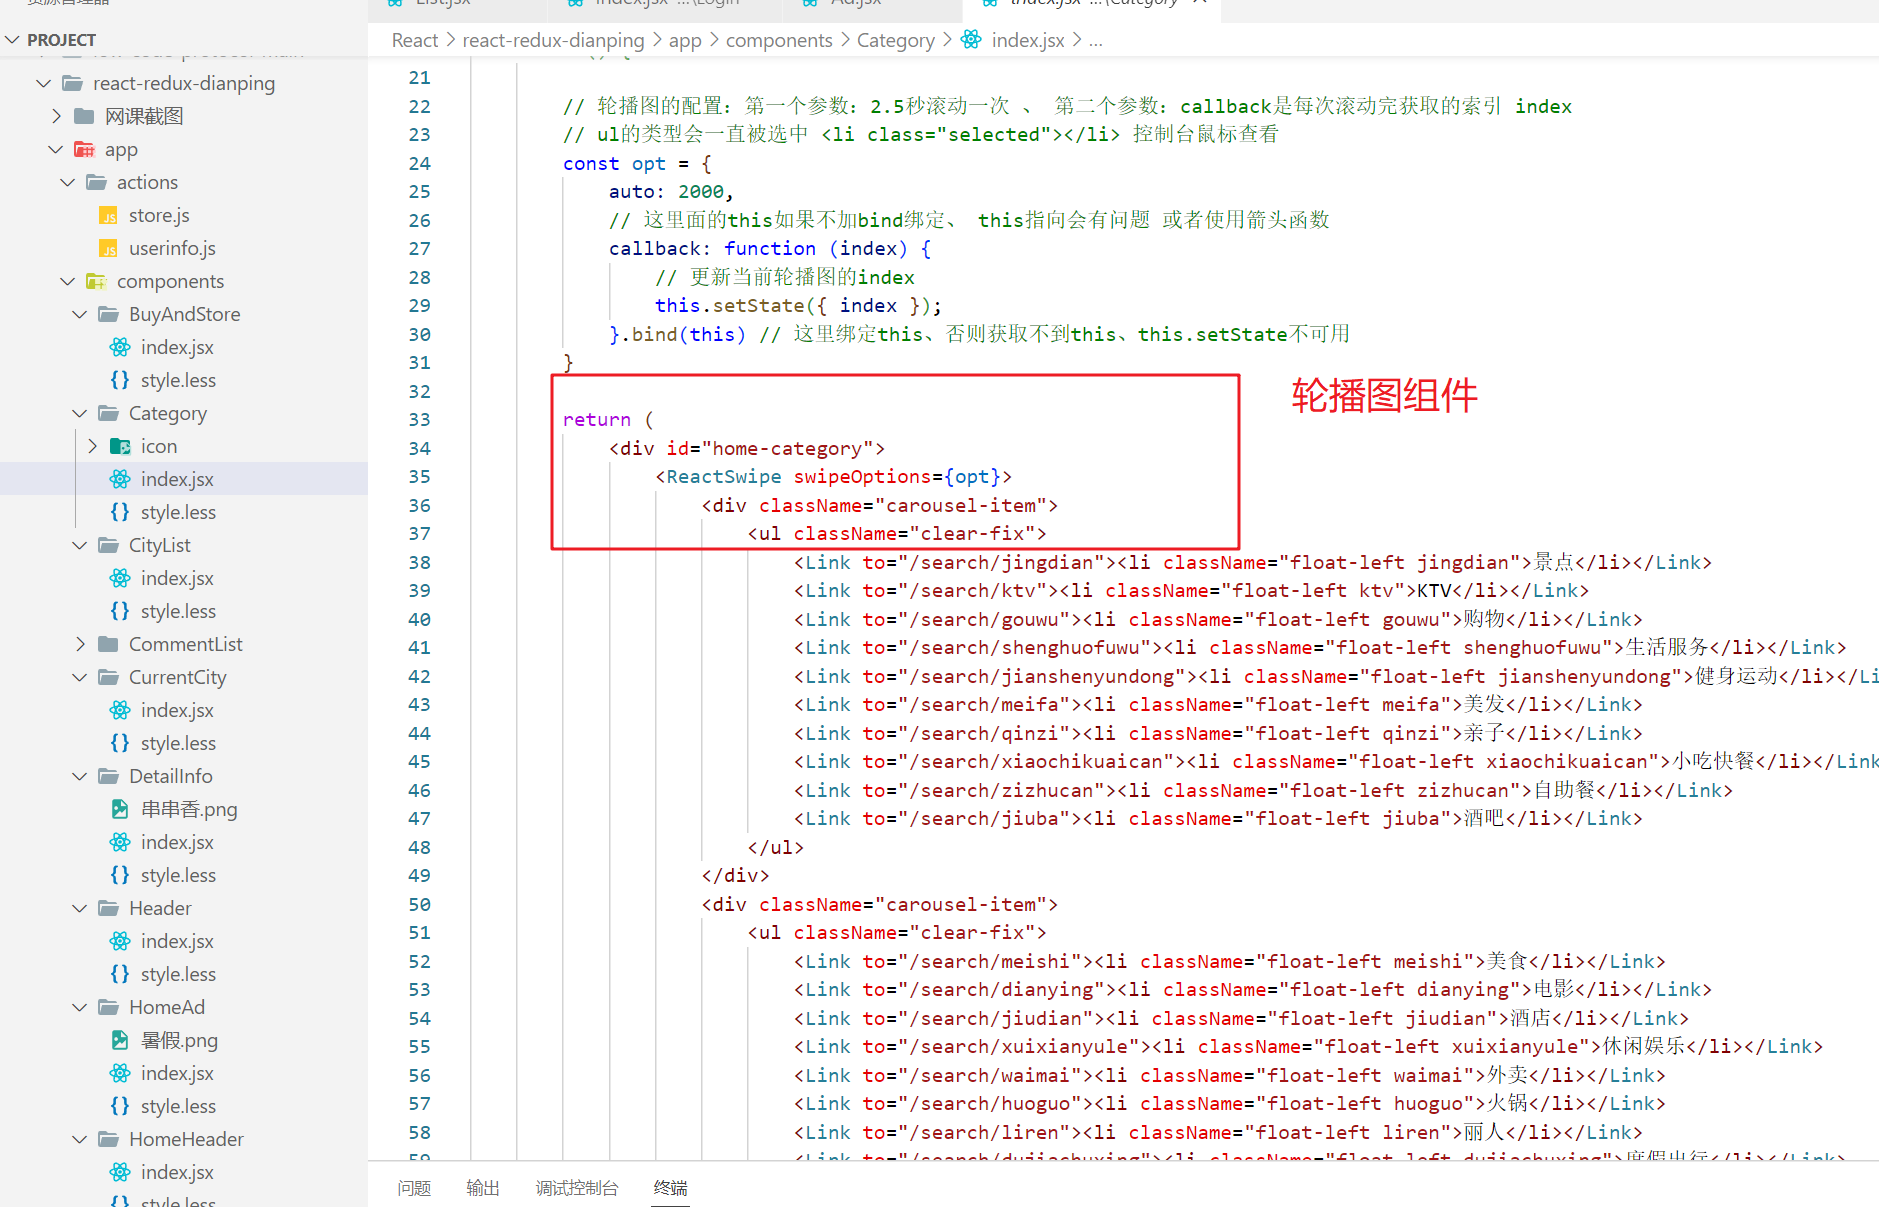 资源管理器
PROJECT
react-redux-dianping
网课截图
app
actions
store.js
userinfo.js
components
BuyAndStore
index.jsx
style.less
Category
icon
index.jsx
style.less
CityList
index.jsx
style.less
CommentList
CurrentCity
index.jsx
style.less
DetailInfo
串串香.png
index.jsx
style.less
Header
index.jsx
style.less
HomeAd
暑假.png
index.jsx
style.less
HomeHeader
index.jsx
style.less
List.jsx index.jsx ...\Login Ad.jsx index.jsx ...\Category
React > react-redux-dianping > app > components > Category > index.jsx > ...
21
22 // 轮播图的配置: 第一个参数: 2.5秒滚动一次 、 第二个参数: callback是每次滚动完获取的索引 index
23 // ul的类型会一直被选中 <li class="selected"></li> 控制台鼠标查看
24 const opt = {
25 auto: 2000,
26 // 这里面的this如果不加bind绑定、 this指向会有问题 或者使用箭头函数
27 callback: function (index) {
28 // 更新当前轮播图的index
29 this.setState({ index });
30 }.bind(this) // 这里绑定this、否则获取不到this、this.setState不可用
31 }
32
轮播图组件
33 return (
34 <div id="home-category">
35 <ReactSwipe swipeOptions={opt}>
36 <div className="carousel-item">
37 <ul className="clear-fix">
38 <Link to="/search/jingdian"><li className="float-left jingdian">景点</li></Link>
39 <Link to="/search/ktv"><li className="float-left ktv">KTV</li></Link>
40 <Link to="/search/gouwu"><li className="float-left gouwu">购物</li></Link>
41 <Link to="/search/shenghuofuwu"><li className="float-left shenghuofuwu">生活服务</li></Link>
42 <Link to="/search/jianshenyundong"><li className="float-left jianshenyundong">健身运动</li></Li
43 <Link to="/search/meifa"><li className="float-left meifa">美发</li></Link>
44 <Link to="/search/qinzi"><li className="float-left qinzi">亲子</li></Link>
45 <Link to="/search/xiaochikuaican"><li className="float-left xiaochikuaican">小吃快餐</li></Link
46 <Link to="/search/zizhucan"><li className="float-left zizhucan">自助餐</li></Link>
47 <Link to="/search/jiuba"><li className="float-left jiuba">酒吧</li></Link>
48 </ul>
49 </div>
50 <div className="carousel-item">
51 <ul className="clear-fix">
52 <Link to="/search/meishi"><li className="float-left meishi">美食</li></Link>
53 <Link to="/search/dianying"><li className="float-left dianying">电影</li></Link>
54 <Link to="/search/jiudian"><li className="float-left jiudian">酒店</li></Link>
55 <Link to="/search/xuixianyule"><li className="float-left xuixianyule">休闲娱乐</li></Link>
56 <Link to="/search/waimai"><li className="float-left waimai">外卖</li></Link>
57 <Link to="/search/huoguo"><li className="float-left huoguo">火锅</li></Link>
58 <Link to="/search/liren"><li className="float-left liren">丽人</li></Link>
59 <Link to="/search/dujiachuxing"><li className="float-left dujiachuxing">度假出行</li></Link>
问题 输出 调试控制台 终端